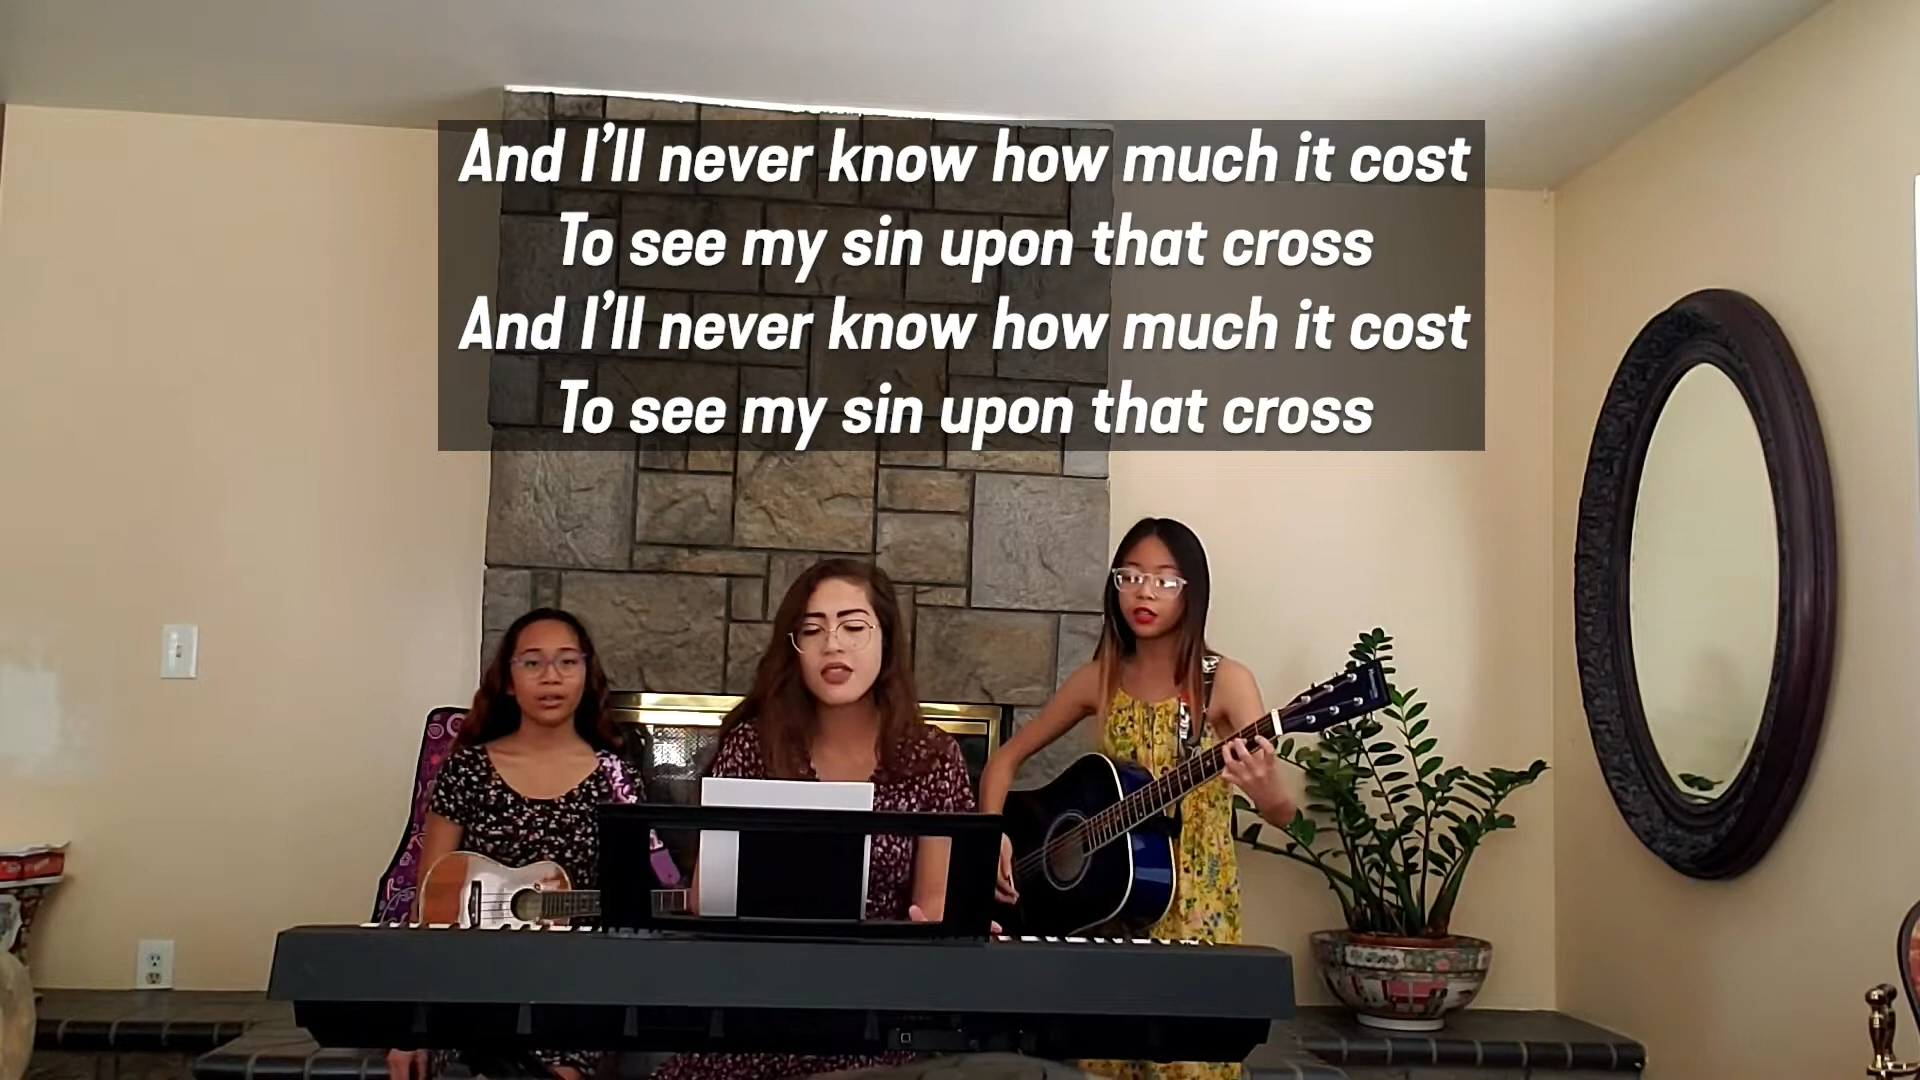 And I'll never know how much it cost
To see my sin upon that cross
And I'll never know how much it cost
To see my sin upon that cross